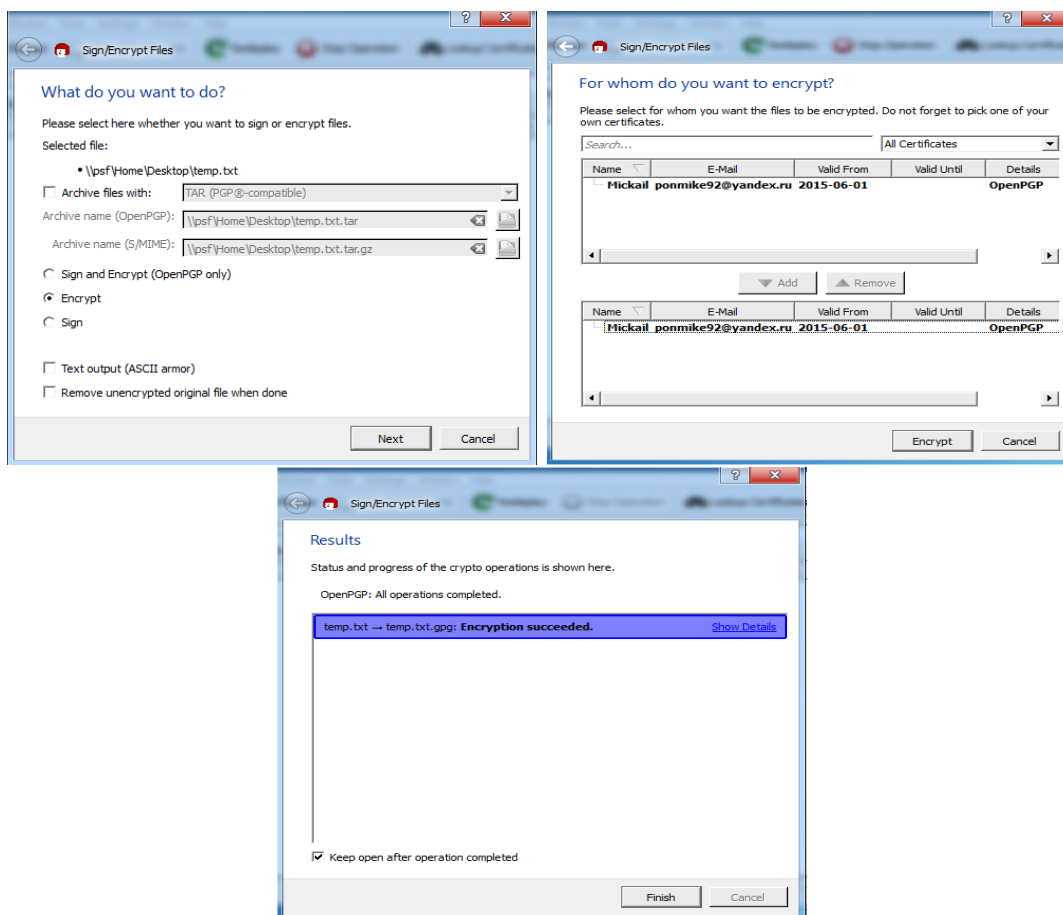 Sign/Encrypt Files
What do you want to do?
Please select here whether you want to sign or encrypt files.
Selected file:
• \\psf\Home\Desktop\temp.txt
Archive files with: TAR (PGP®-compatible)
Archive name (OpenPGP): \\psf\Home\Desktop\temp.txt.tar
Archive name (S/MIME): \\psf\Home\Desktop\temp.txt.tar.gz
Sign and Encrypt (OpenPGP only)
Encrypt
Sign
Text output (ASCII armor)
Remove unencrypted original file when done
Next Cancel
Sign/Encrypt Files
For whom do you want to encrypt?
Please select for whom you want the files to be encrypted. Do not forget to pick one of your
own certificates.
Search... All Certificates
Name E-Mail Valid From Valid Until Details
Mickail ponmike92@yandex.ru 2015-06-01 OpenPGP
Add Remove
Name E-Mail Valid From Valid Until Details
Mickail ponmike92@yandex.ru 2015-06-01 OpenPGP
Encrypt Cancel
Sign/Encrypt Files
Results
Status and progress of the crypto operations is shown here.
OpenPGP: All operations completed.
temp.txt → temp.txt.gpg: Encryption succeeded. Show Details
Keep open after operation completed
Finish Cancel